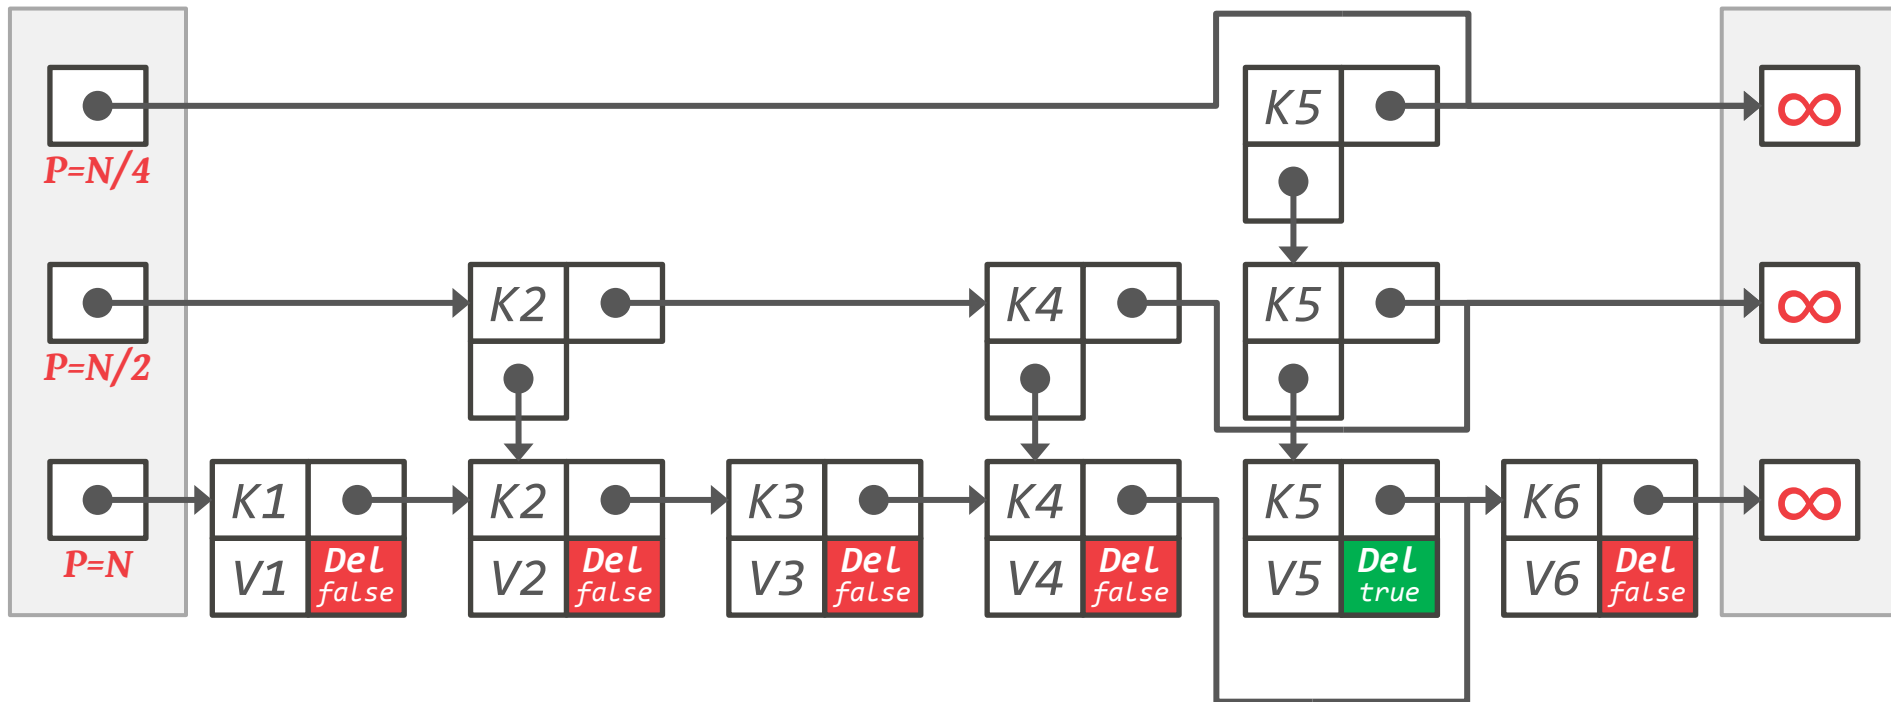 K5
∞
P=N/4
K2
K4
K5
∞
P=N/2
K1
K2
K3
K4
K5
K6
∞
P=N
V1
Del
false
V2
Del
false
V3
Del
false
V4
Del
false
V5
Del
true
V6
Del
false